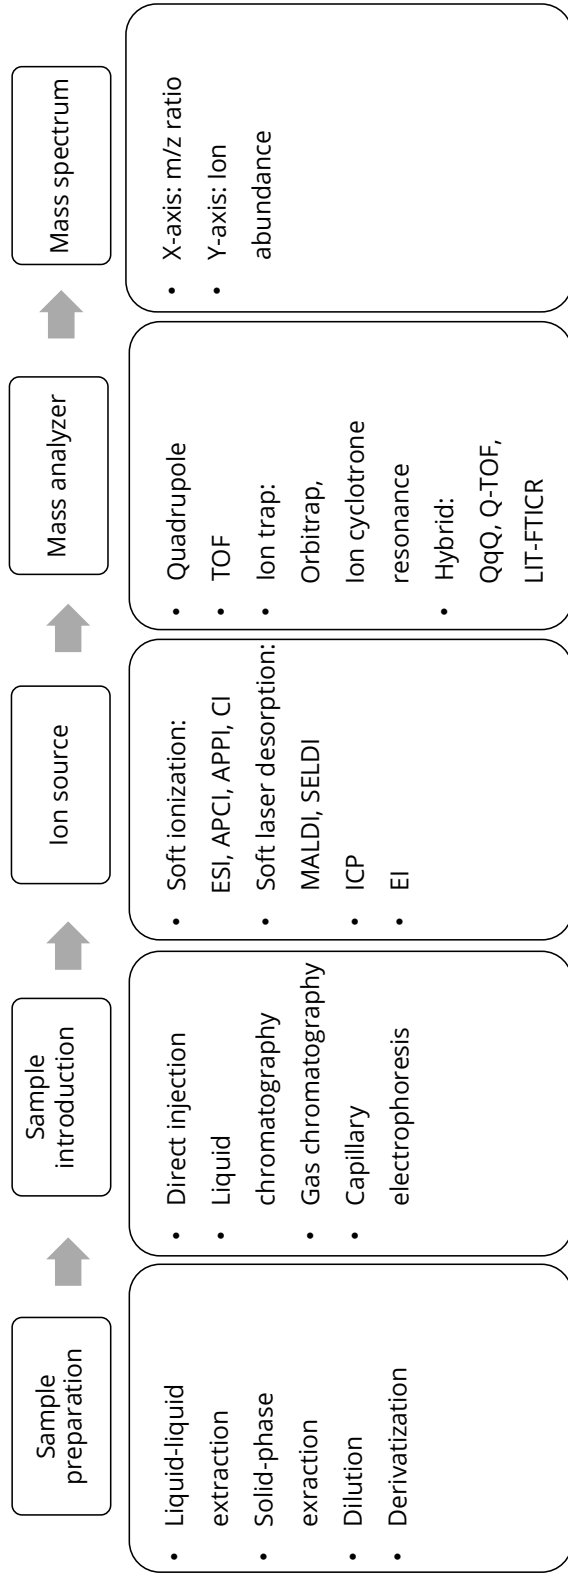 Sample
preparation
Liquid-liquid
extraction
Solid-phase
exraction
Dilution
Derivatization
Sample
introduction
Direct injection
Liquid
chromatography
Gas chromatography
Capillary
electrophoresis
Ion source
Soft ionization:
ESI, APCI, APPI, CI
Soft laser desorption:
MALDI, SELDI
ICP
EI
Mass analyzer
Quadrupole
TOF
Ion trap:
Orbitrap,
Ion cyclotrone
resonance
Hybrid:
QqQ, Q-TOF,
LIT-FTICR
Mass spectrum
X-axis: m/z ratio
Y-axis: Ion
abundance